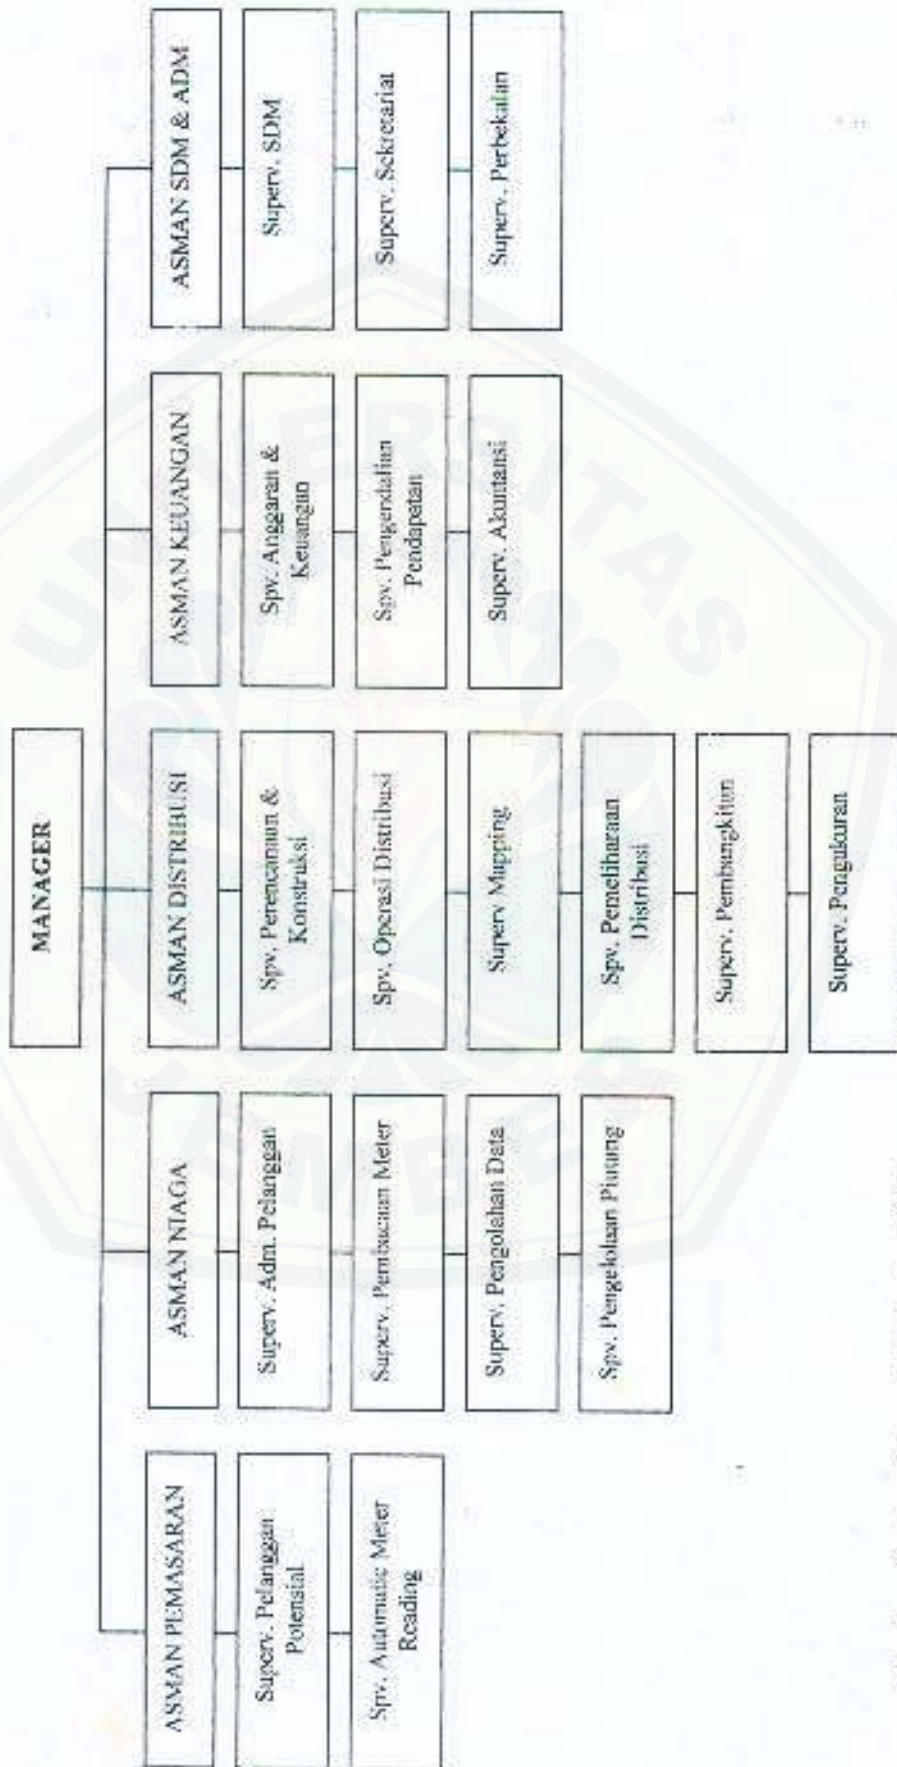 MANAGER
ASMAN PEMASARAN
Superv. Pelanggan
Potensial
Spv. Automatic Meter
Reading
ASMAN NIAGA
Superv. Adm. Pelanggan
Superv. Pembacaan Meter
Superv. Pengolahan Data
Spv. Pengelolaan Piutang
ASMAN DISTRIBUSI
Spv. Perencanaan &
Konstruksi
Spv. Operasi Distribusi
Superv Mapping
Spv. Pemeliharaan
Distribusi
Superv. Pembangkitan
Superv. Pengukuran
ASMAN KEUANGAN
Spv. Anggaran &
Keuangan
Spv. Pengendalian
Pendapatan
Superv. Akuntansi
ASMAN SDM & ADM
Superv. SDM
Superv. Sekretariat
Superv. Perbekalan
UNIVERSITAS
JEMBER